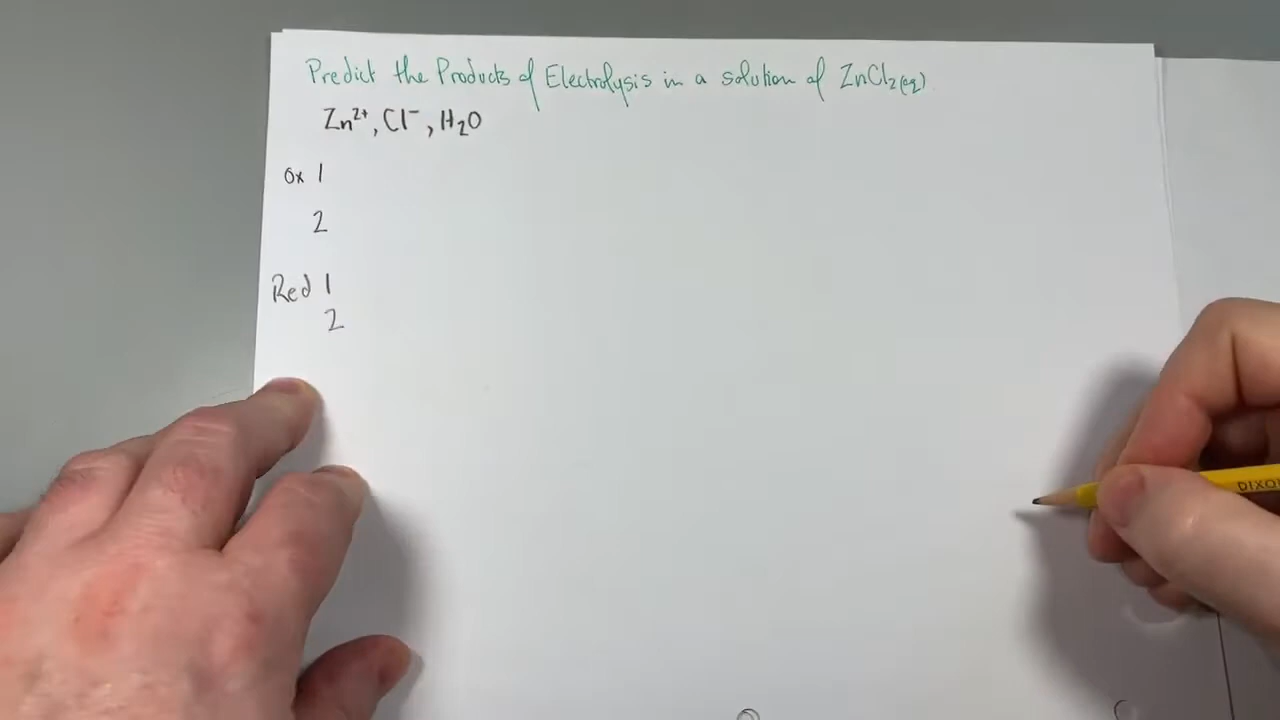 Predict the Products of Electrolysis in a solution of ZnCl₂(aq)
Zn²⁺, Cl⁻, H₂O
Ox 1
2
Red 1
2